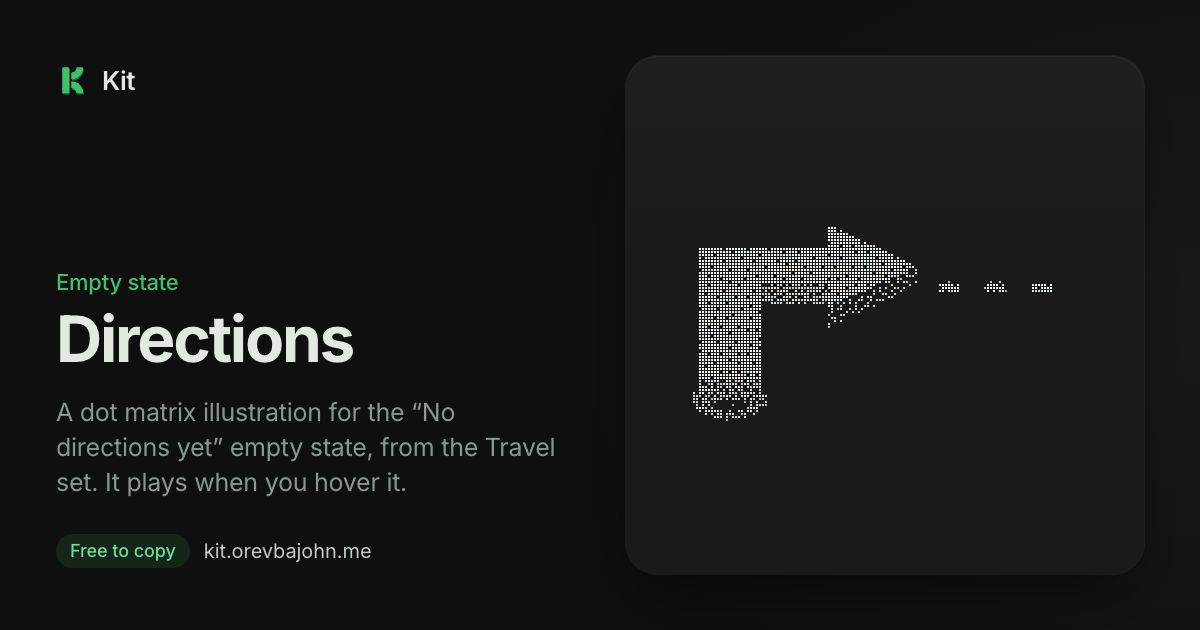 Kit
Empty state
Directions
A dot matrix illustration for the “No
directions yet” empty state, from the Travel
set. It plays when you hover it.
Free to copy
kit.orevbajohn.me